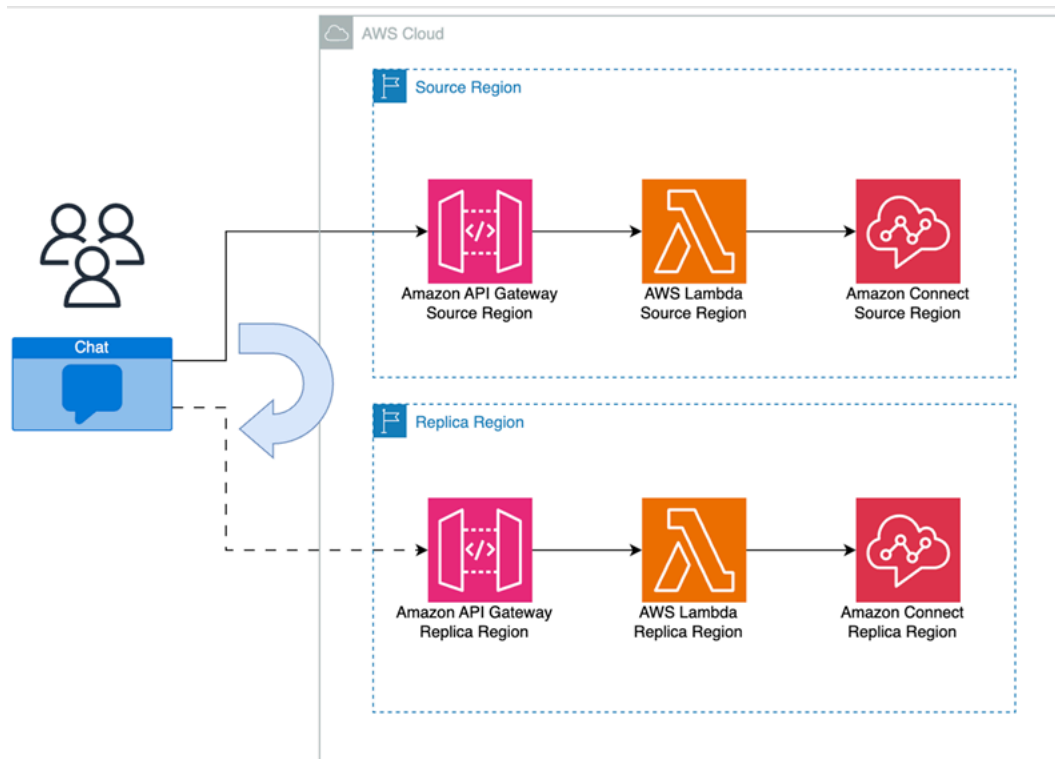 AWS Cloud
Source Region
Chat
Amazon API Gateway
Source Region
AWS Lambda
Source Region
Amazon Connect
Source Region
Replica Region
Amazon API Gateway
Replica Region
AWS Lambda
Replica Region
Amazon Connect
Replica Region